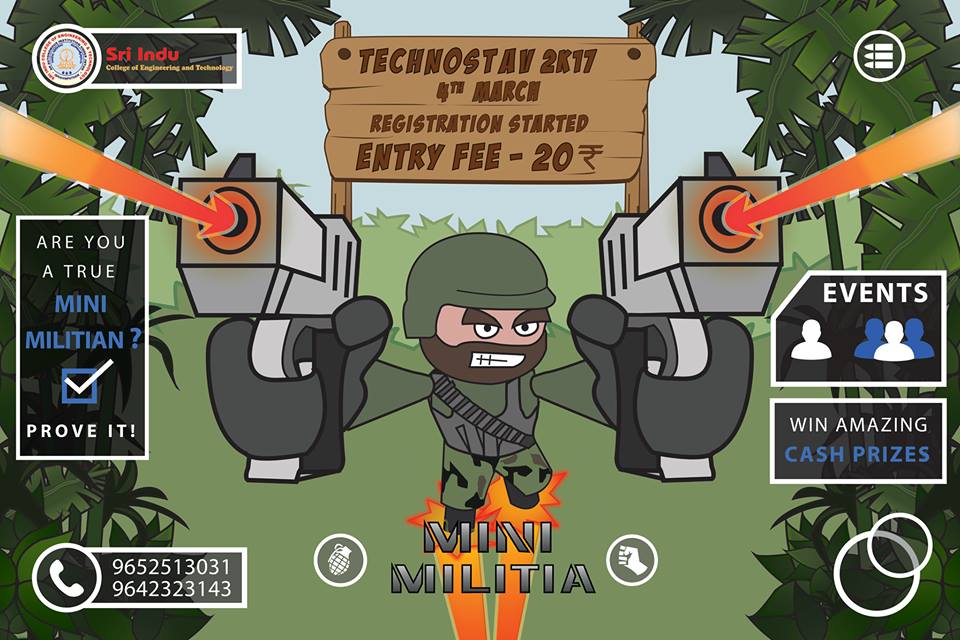 Sri Indu
College of Engineering and Technology
TECHNOSTAV 2K17
4TH MARCH
REGISTRATION STARTED
ENTRY FEE - 20 ₹
ARE YOU
A TRUE
MINI
MILITIAN ?
PROVE IT!
EVENTS
WIN AMAZING
CASH PRIZES
MINI
MILITIA
9652513031
9642323143